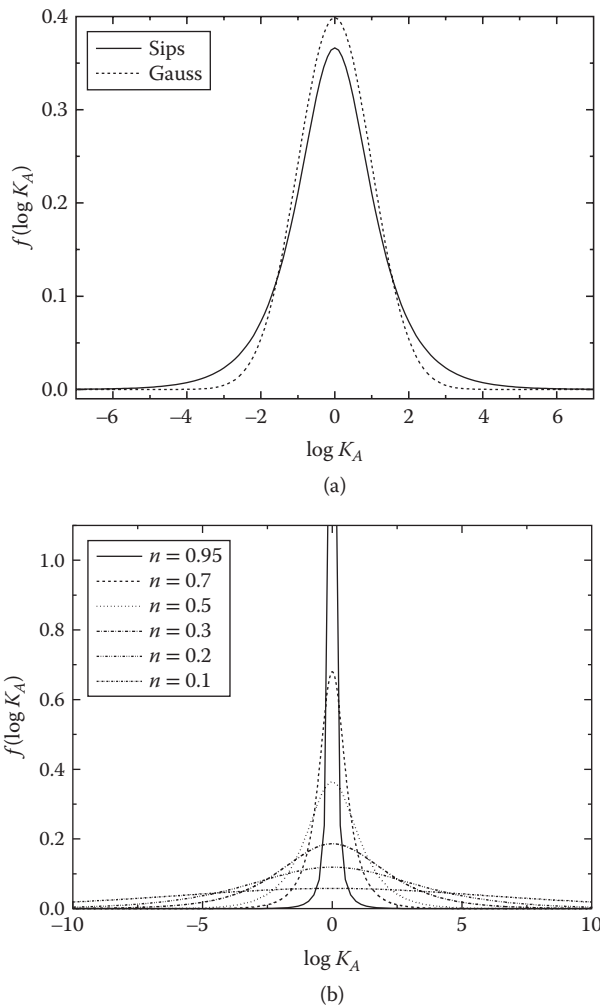 0.4
Sips
Gauss
0.3
0.2
0.1
0.0
f (log K_A)
−6 −4 −2 0 2 4 6
log K_A
(a)
1.0
n = 0.95
n = 0.7
n = 0.5
n = 0.3
n = 0.2
n = 0.1
0.8
0.6
0.4
0.2
0.0
f (log K_A)
−10 −5 0 5 10
log K_A
(b)